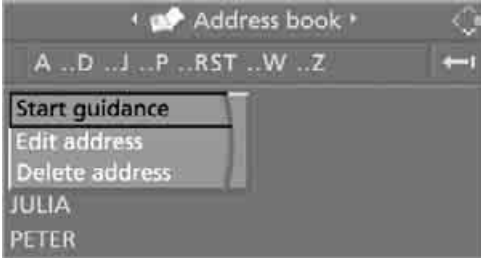 Address book
A ..D ..J ..P ..RST ..W ..Z
Start guidance
Edit address
Delete address
JULIA
PETER